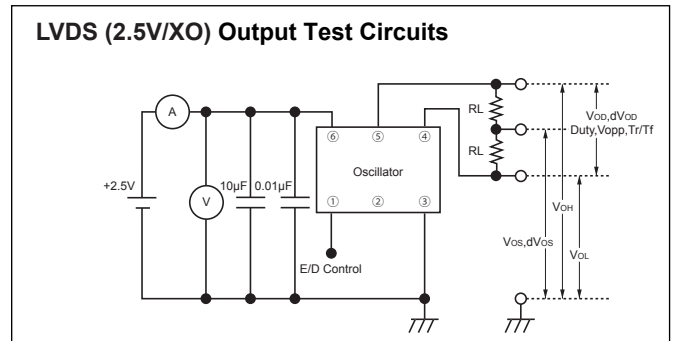 LVDS (2.5V/XO) Output Test Circuits
A
+2.5V
V
10µF
0.01µF
⑥ ⑤ ④
Oscillator
① ② ③
E/D Control
RL
RL
VOD,dVOD
Duty,Vopp,Tr/Tf
VOH
VOS,dVOS
VOL